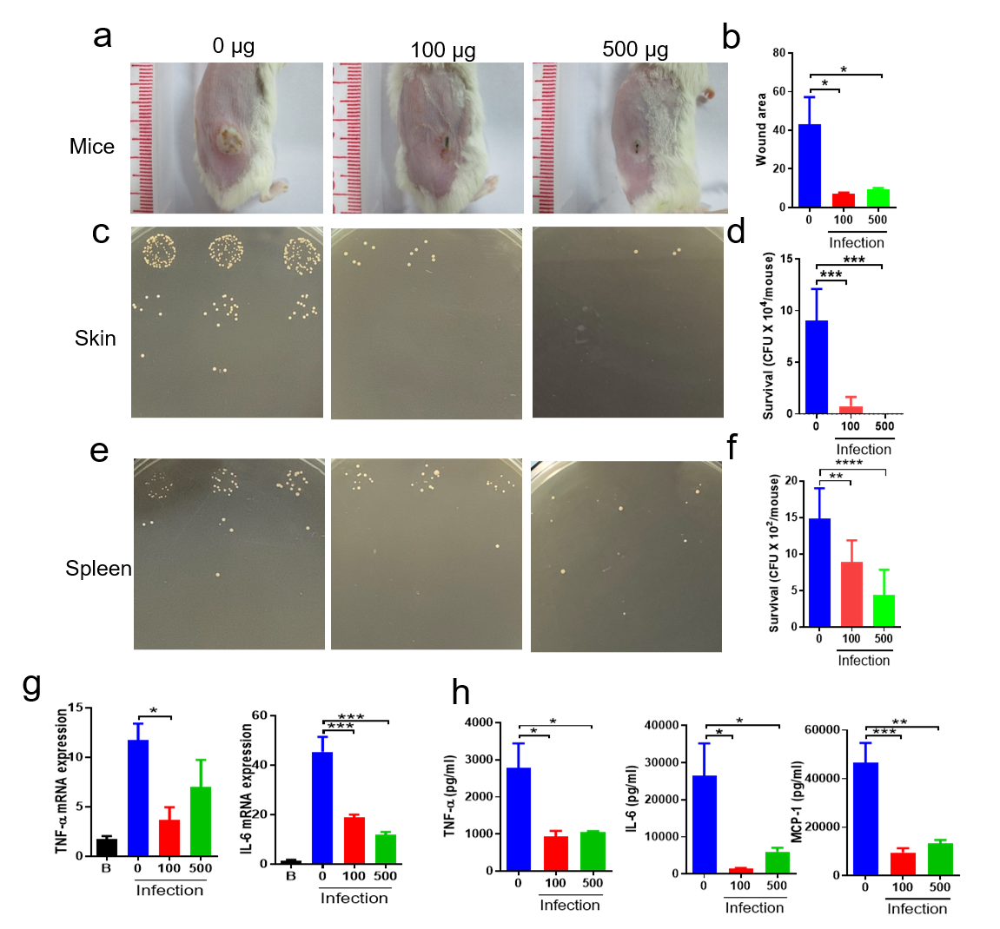 a
0 µg
100 µg
500 µg
Mice
b
80
60
40
20
0
Wound area
*
*
0 100 500
Infection
c
Skin
d
15
10
5
0
Survival (CFU X 10⁴/mouse)
***
***
0 100 500
Infection
e
Spleen
f
20
15
10
5
0
Survival (CFU X 10²/mouse)
****
**
0 100 500
Infection
g
15
10
5
0
TNF-α mRNA expression
*
B 0 100 500
Infection
60
40
20
0
IL-6 mRNA expression
***
***
B 0 100 500
Infection
h
4000
3000
2000
1000
0
TNF-α (pg/ml)
*
*
0 100 500
Infection
40000
30000
20000
10000
0
IL-6 (pg/ml)
*
*
0 100 500
Infection
60000
40000
20000
0
MCP-1 (pg/ml)
**
***
0 100 500
Infection